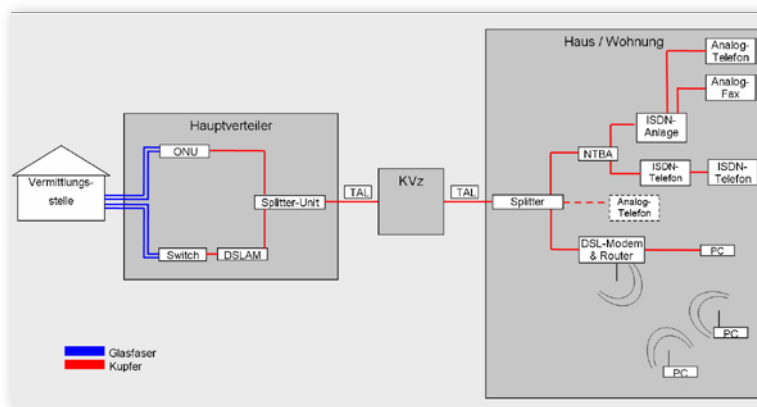 Haus / Wohnung
Analog-
Telefon
Analog-
Fax
Hauptverteiler
ISDN-
Anlage
ONU
NTBA
KVz
Vermittlungs-
stelle
ISDN-
Telefon
ISDN-
Telefon
TAL
TAL
Splitter-Unit
Splitter
Analog-
Telefon
Switch
DSLAM
DSL-Modem
& Router
PC
PC
PC
Glasfaser
Kupfer